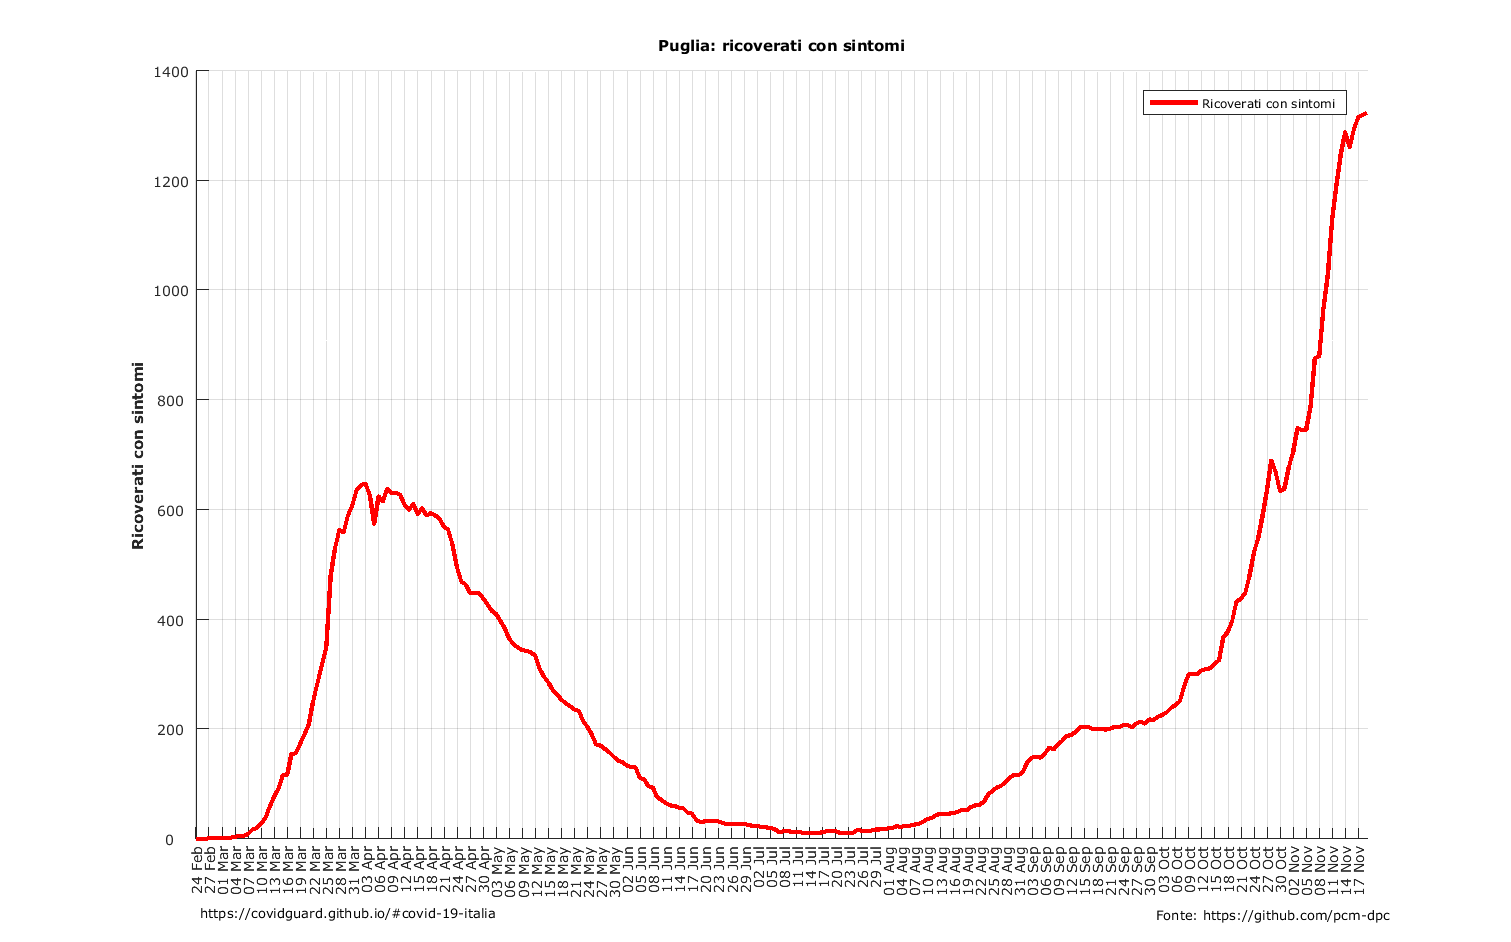 Puglia: ricoverati con sintomi
Ricoverati con sintomi
Ricoverati con sintomi
1400
1200
1000
800
600
400
200
0
24 Feb
27 Feb
01 Mar
04 Mar
07 Mar
10 Mar
13 Mar
16 Mar
19 Mar
22 Mar
25 Mar
28 Mar
31 Mar
03 Apr
06 Apr
09 Apr
12 Apr
15 Apr
18 Apr
21 Apr
24 Apr
27 Apr
30 Apr
03 May
06 May
09 May
12 May
15 May
18 May
21 May
24 May
27 May
30 May
02 Jun
05 Jun
08 Jun
11 Jun
14 Jun
17 Jun
20 Jun
23 Jun
26 Jun
29 Jun
02 Jul
05 Jul
08 Jul
11 Jul
14 Jul
17 Jul
20 Jul
23 Jul
26 Jul
29 Jul
01 Aug
04 Aug
07 Aug
10 Aug
13 Aug
16 Aug
19 Aug
22 Aug
25 Aug
28 Aug
31 Aug
03 Sep
06 Sep
09 Sep
12 Sep
15 Sep
18 Sep
21 Sep
24 Sep
27 Sep
30 Sep
03 Oct
06 Oct
09 Oct
12 Oct
15 Oct
18 Oct
21 Oct
24 Oct
27 Oct
30 Oct
02 Nov
05 Nov
08 Nov
11 Nov
14 Nov
17 Nov
https://covidguard.github.io/#covid-19-italia
Fonte: https://github.com/pcm-dpc